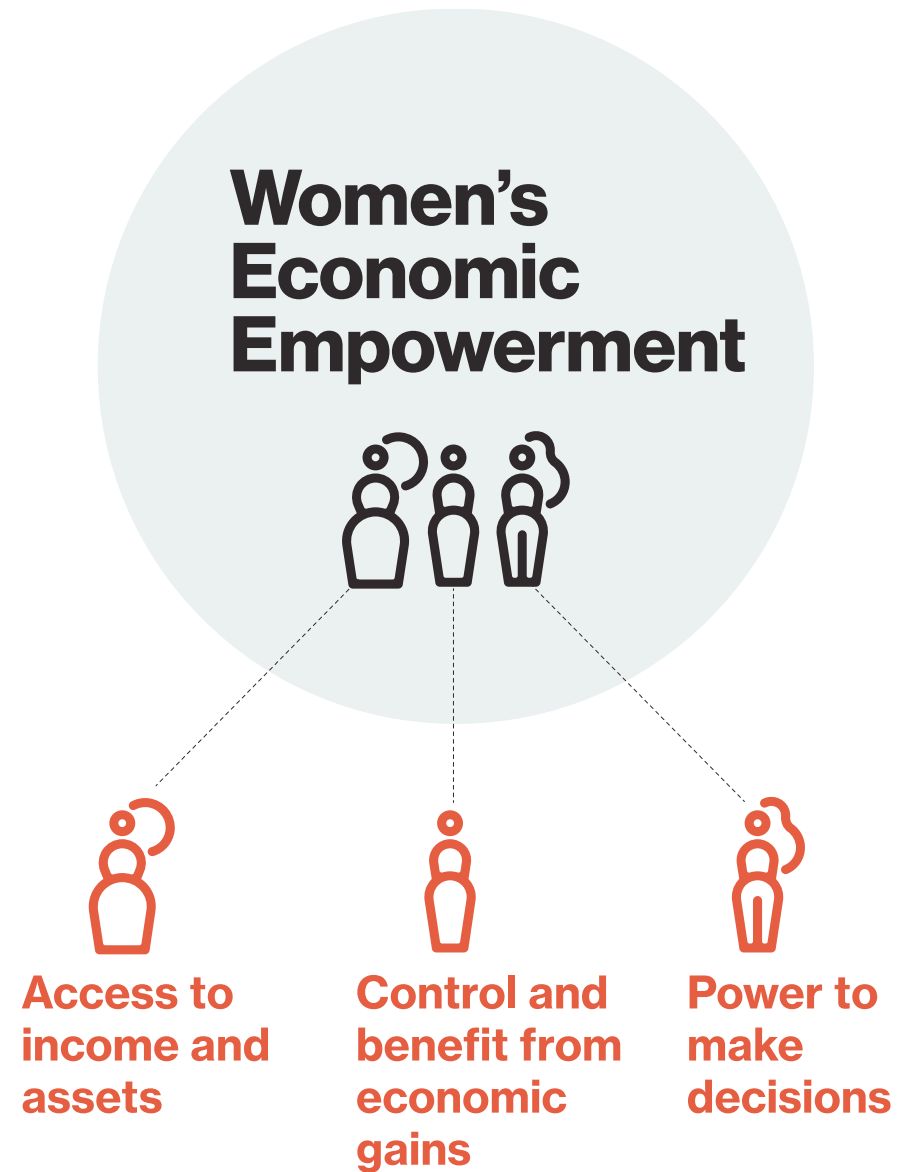 Women’s
Economic
Empowerment
Access to
income and
assets
Control and
benefit from
economic
gains
Power to
make
decisions